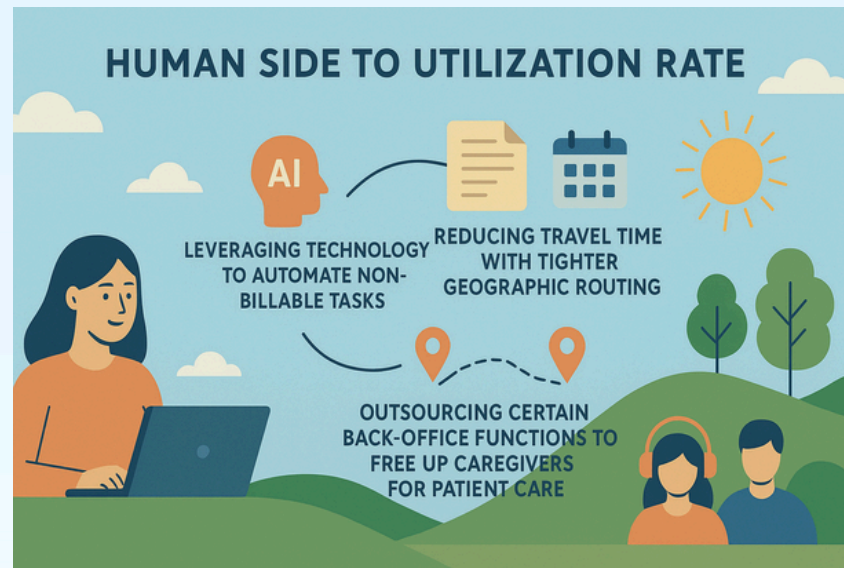 HUMAN SIDE TO UTILIZATION RATE
AI
LEVERAGING TECHNOLOGY
TO AUTOMATE NON-
BILLABLE TASKS
REDUCING TRAVEL TIME
WITH TIGHTER
GEOGRAPHIC ROUTING
OUTSOURCING CERTAIN
BACK-OFFICE FUNCTIONS TO
FREE UP CAREGIVERS
FOR PATIENT CARE